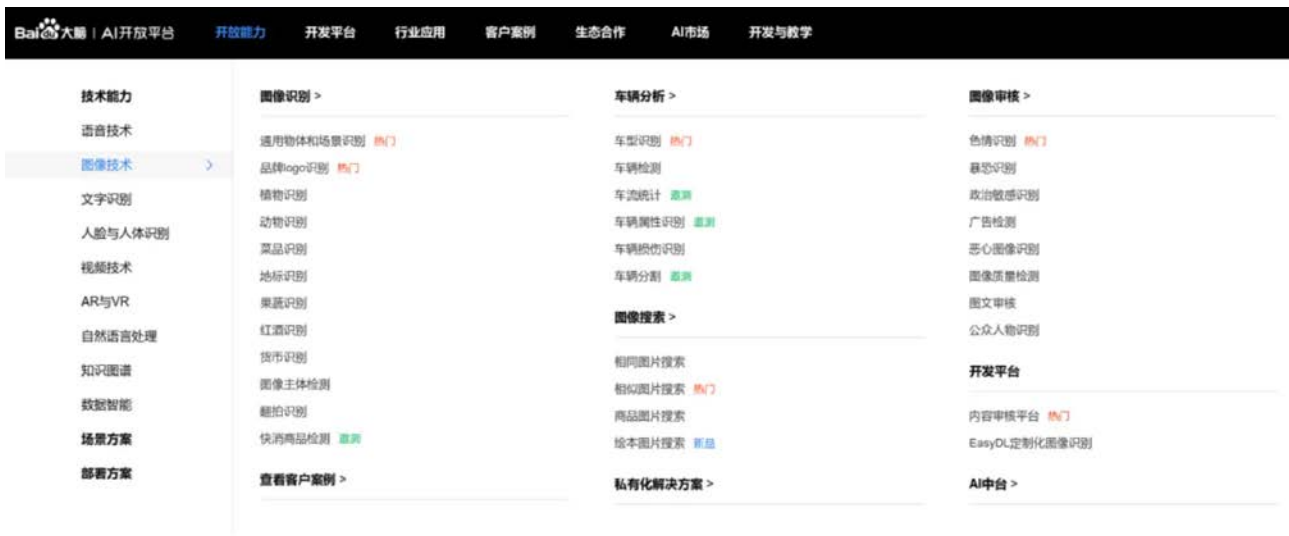 Bai大脑 | AI开放平台 开放能力 开发平台 行业应用 客户案例 生态合作 AI市场 开发与教学
技术能力
语音技术
图像技术 >
文字识别
人脸与人体识别
视频技术
AR与VR
自然语言处理
知识图谱
数据智能
场景方案
部署方案
图像识别 >
通用物体和场景识别 热门
品牌logo识别 热门
植物识别
动物识别
菜品识别
地标识别
果蔬识别
红酒识别
货币识别
图像主体检测
翻拍识别
快消商品检测 邀测
查看客户案例 >
车辆分析 >
车型识别 热门
车辆检测
车流统计 邀测
车辆属性识别 邀测
车辆损伤识别
车辆分割 邀测
图像搜索 >
相同图片搜索
相似图片搜索 热门
商品图片搜索
绘本图片搜索 新品
私有化解决方案 >
图像审核 >
色情识别 热门
暴恐识别
政治敏感识别
广告检测
恶心图像识别
图像质量检测
图文审核
公众人物识别
开发平台
内容审核平台 热门
EasyDL定制化图像识别
AI中台 >